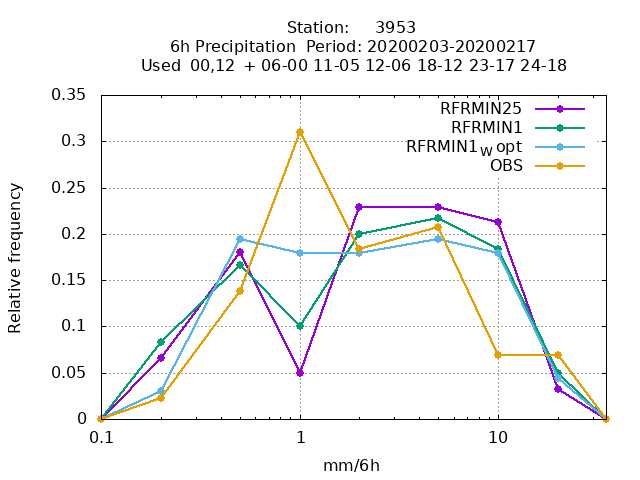 Station: 3953
6h Precipitation Period: 20200203-20200217
Used 00,12 + 06-00 11-05 12-06 18-12 23-17 24-18
0.35
0.3
0.25
0.2
0.15
0.1
0.05
0
Relative frequency
RFRMIN25
RFRMIN1
RFRMIN1w opt
OBS
0.1 1 10
mm/6h